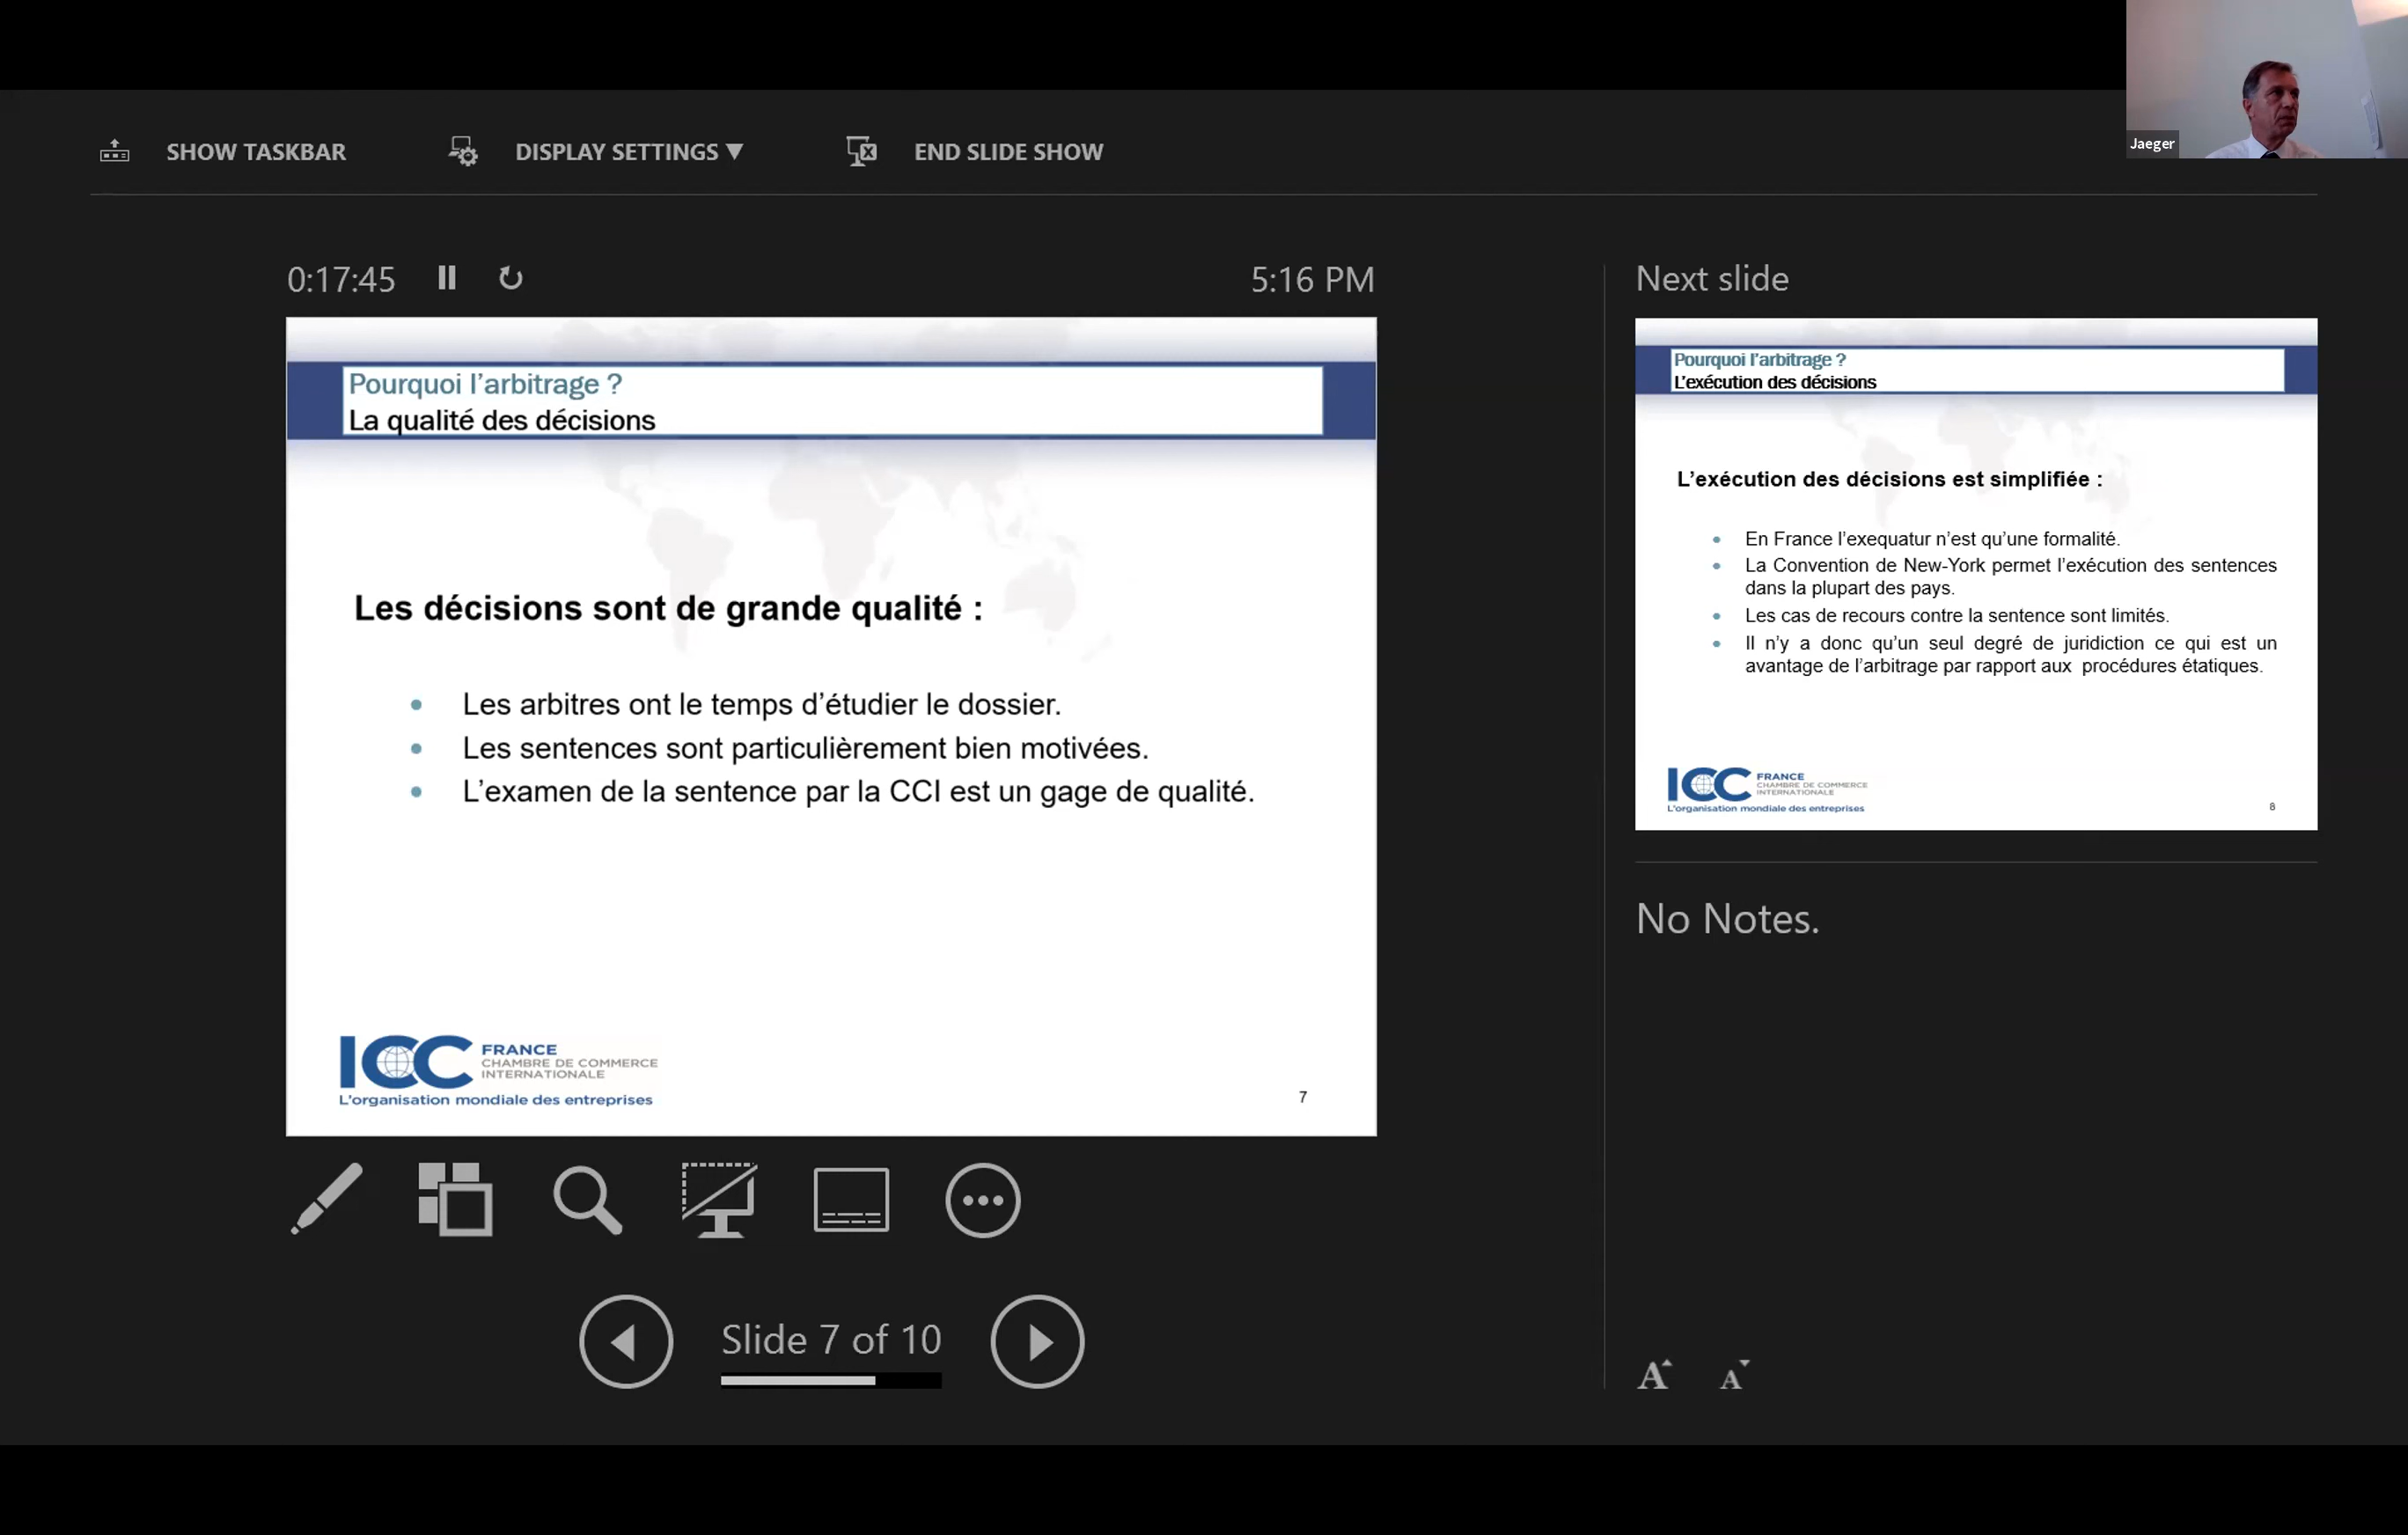 Jaeger
SHOW TASKBAR
DISPLAY SETTINGS
END SLIDE SHOW
0:17:45
5:16 PM
Pourquoi l’arbitrage ?
La qualité des décisions
Les décisions sont de grande qualité :
• Les arbitres ont le temps d’étudier le dossier.
• Les sentences sont particulièrement bien motivées.
• L’examen de la sentence par la CCI est un gage de qualité.
ICC
FRANCE
CHAMBRE DE COMMERCE
INTERNATIONALE
L’organisation mondiale des entreprises
7
Slide 7 of 10
Next slide
Pourquoi l’arbitrage ?
L’exécution des décisions
L’exécution des décisions est simplifiée :
• En France l’exequatur n’est qu’une formalité.
• La Convention de New-York permet l’exécution des sentences
dans la plupart des pays.
• Les cas de recours contre la sentence sont limités.
• Il n’y a donc qu’un seul degré de juridiction ce qui est un
avantage de l’arbitrage par rapport aux procédures étatiques.
ICC
FRANCE
CHAMBRE DE COMMERCE
INTERNATIONALE
L’organisation mondiale des entreprises
8
No Notes.
A A